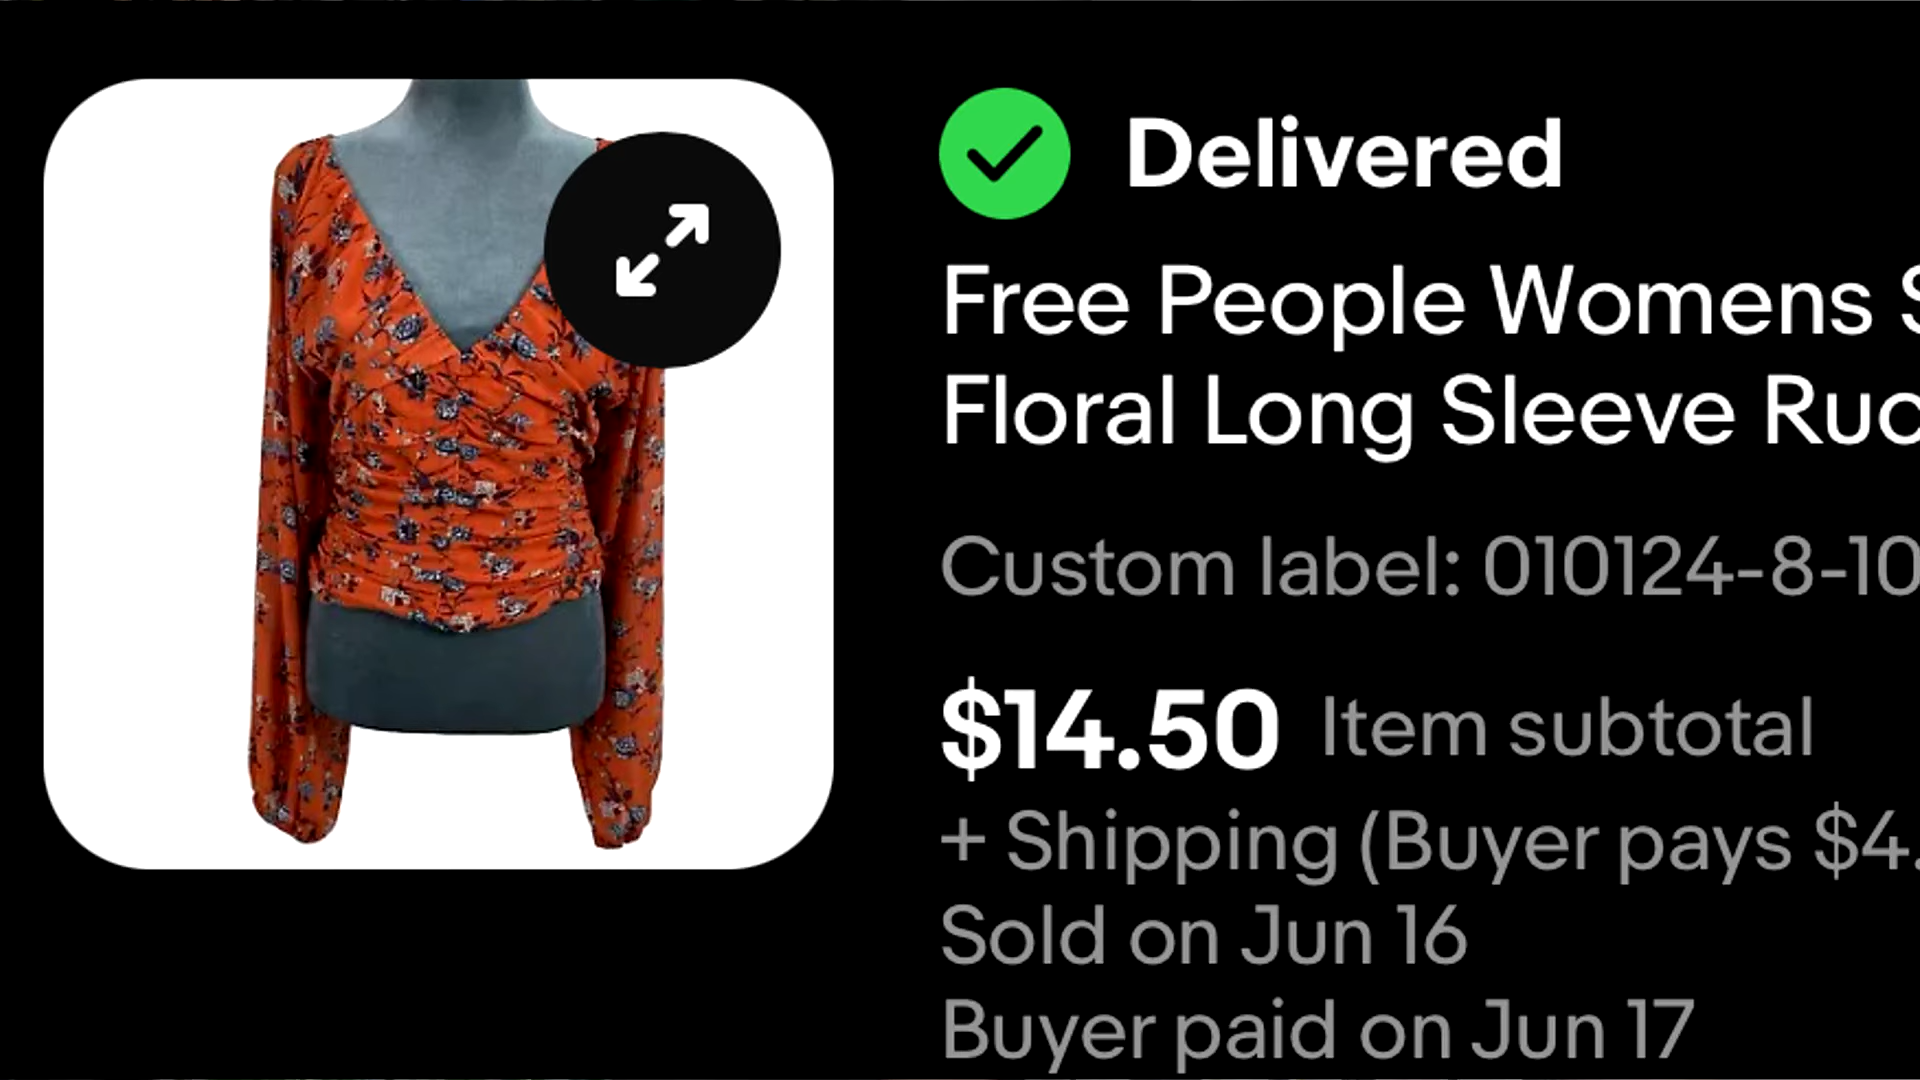 Delivered
Free People Womens
Floral Long Sleeve
Custom label: 010124-8-10
$14.50 Item subtotal
+ Shipping (Buyer pays $4.
Sold on Jun 16
Buyer paid on Jun 17